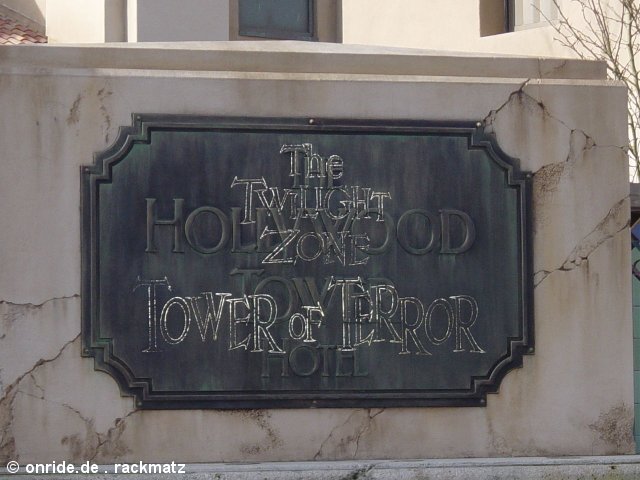 The
TWILIGHT
ZONE
TOWER OF TERROR
HOLLYWOOD
TOWER
HOTEL
© onride.de . rackmatz